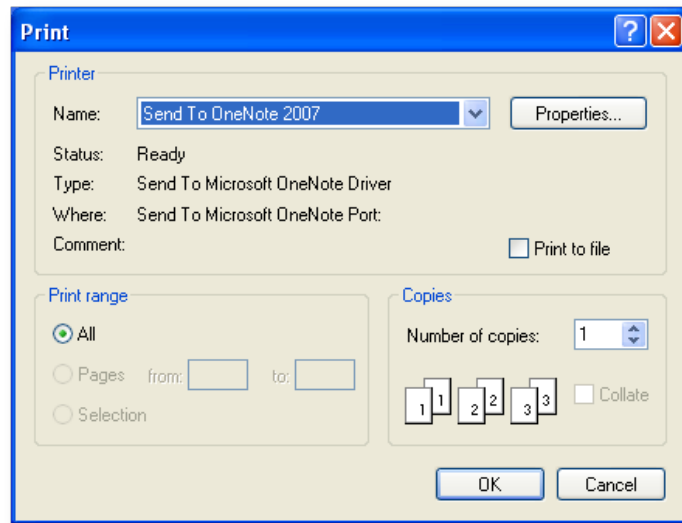 Print
Printer
Name: Send To OneNote 2007 Properties...
Status: Ready
Type: Send To Microsoft OneNote Driver
Where: Send To Microsoft OneNote Port:
Comment: Print to file
Print range
All
Pages from: to:
Selection
Copies
Number of copies: 1
1 1 2 2 3 3 Collate
OK Cancel